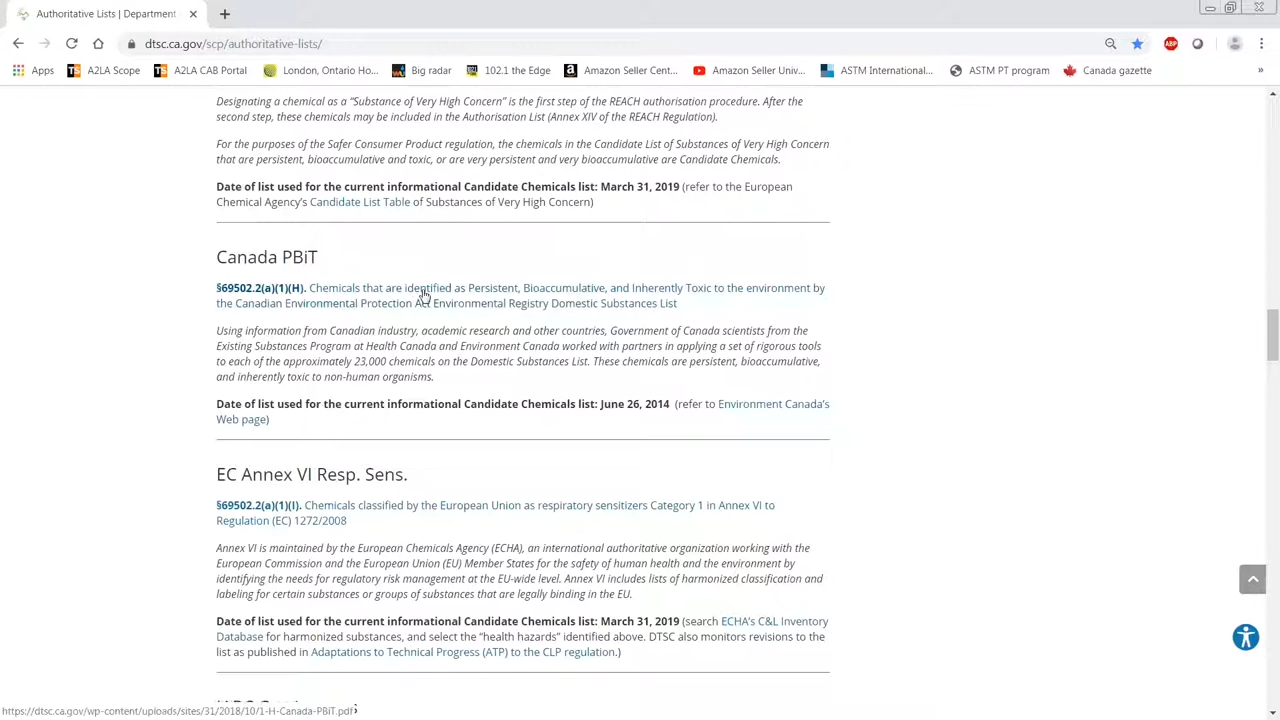 Authoritative Lists | Department
dtsc.ca.gov/scp/authoritative-lists/
Apps A2LA Scope A2LA CAB Portal London, Ontario Ho... Big radar 102.1 the Edge Amazon Seller Cent... Amazon Seller Univ... ASTM International... ASTM PT program Canada gazette »
Designating a chemical as a “Substance of Very High Concern” is the first step of the REACH authorisation procedure. After the
second step, these chemicals may be included in the Authorisation List (Annex XIV of the REACH Regulation).
For the purposes of the Safer Consumer Product regulation, the chemicals in the Candidate List of Substances of Very High Concern
that are persistent, bioaccumulative and toxic, or are very persistent and very bioaccumulative are Candidate Chemicals.
Date of list used for the current informational Candidate Chemicals list: March 31, 2019 (refer to the European
Chemical Agency’s Candidate List Table of Substances of Very High Concern)
Canada PBiT
§69502.2(a)(1)(H). Chemicals that are identified as Persistent, Bioaccumulative, and Inherently Toxic to the environment by
the Canadian Environmental Protection Act Environmental Registry Domestic Substances List
Using information from Canadian industry, academic research and other countries, Government of Canada scientists from the
Existing Substances Program at Health Canada and Environment Canada worked with partners in applying a set of rigorous tools
to each of the approximately 23,000 chemicals on the Domestic Substances List. These chemicals are persistent, bioaccumulative,
and inherently toxic to non-human organisms.
Date of list used for the current informational Candidate Chemicals list: June 26, 2014 (refer to Environment Canada’s
Web page)
EC Annex VI Resp. Sens.
§69502.2(a)(1)(I). Chemicals classified by the European Union as respiratory sensitizers Category 1 in Annex VI to
Regulation (EC) 1272/2008
Annex VI is maintained by the European Chemicals Agency (ECHA), an international authoritative organization working with the
European Commission and the European Union (EU) Member States for the safety of human health and the environment by
identifying the needs for regulatory risk management at the EU-wide level. Annex VI includes lists of harmonized classification and
labeling for certain substances or groups of substances that are legally binding in the EU.
Date of list used for the current informational Candidate Chemicals list: March 31, 2019 (search ECHA’s C&L Inventory
Database for harmonized substances, and select the “health hazards” identified above. DTSC also monitors revisions to the
list as published in Adaptations to Technical Progress (ATP) to the CLP regulation.)
https://dtsc.ca.gov/wp-content/uploads/sites/31/2018/10/1-H-Canada-PBiT.pdf